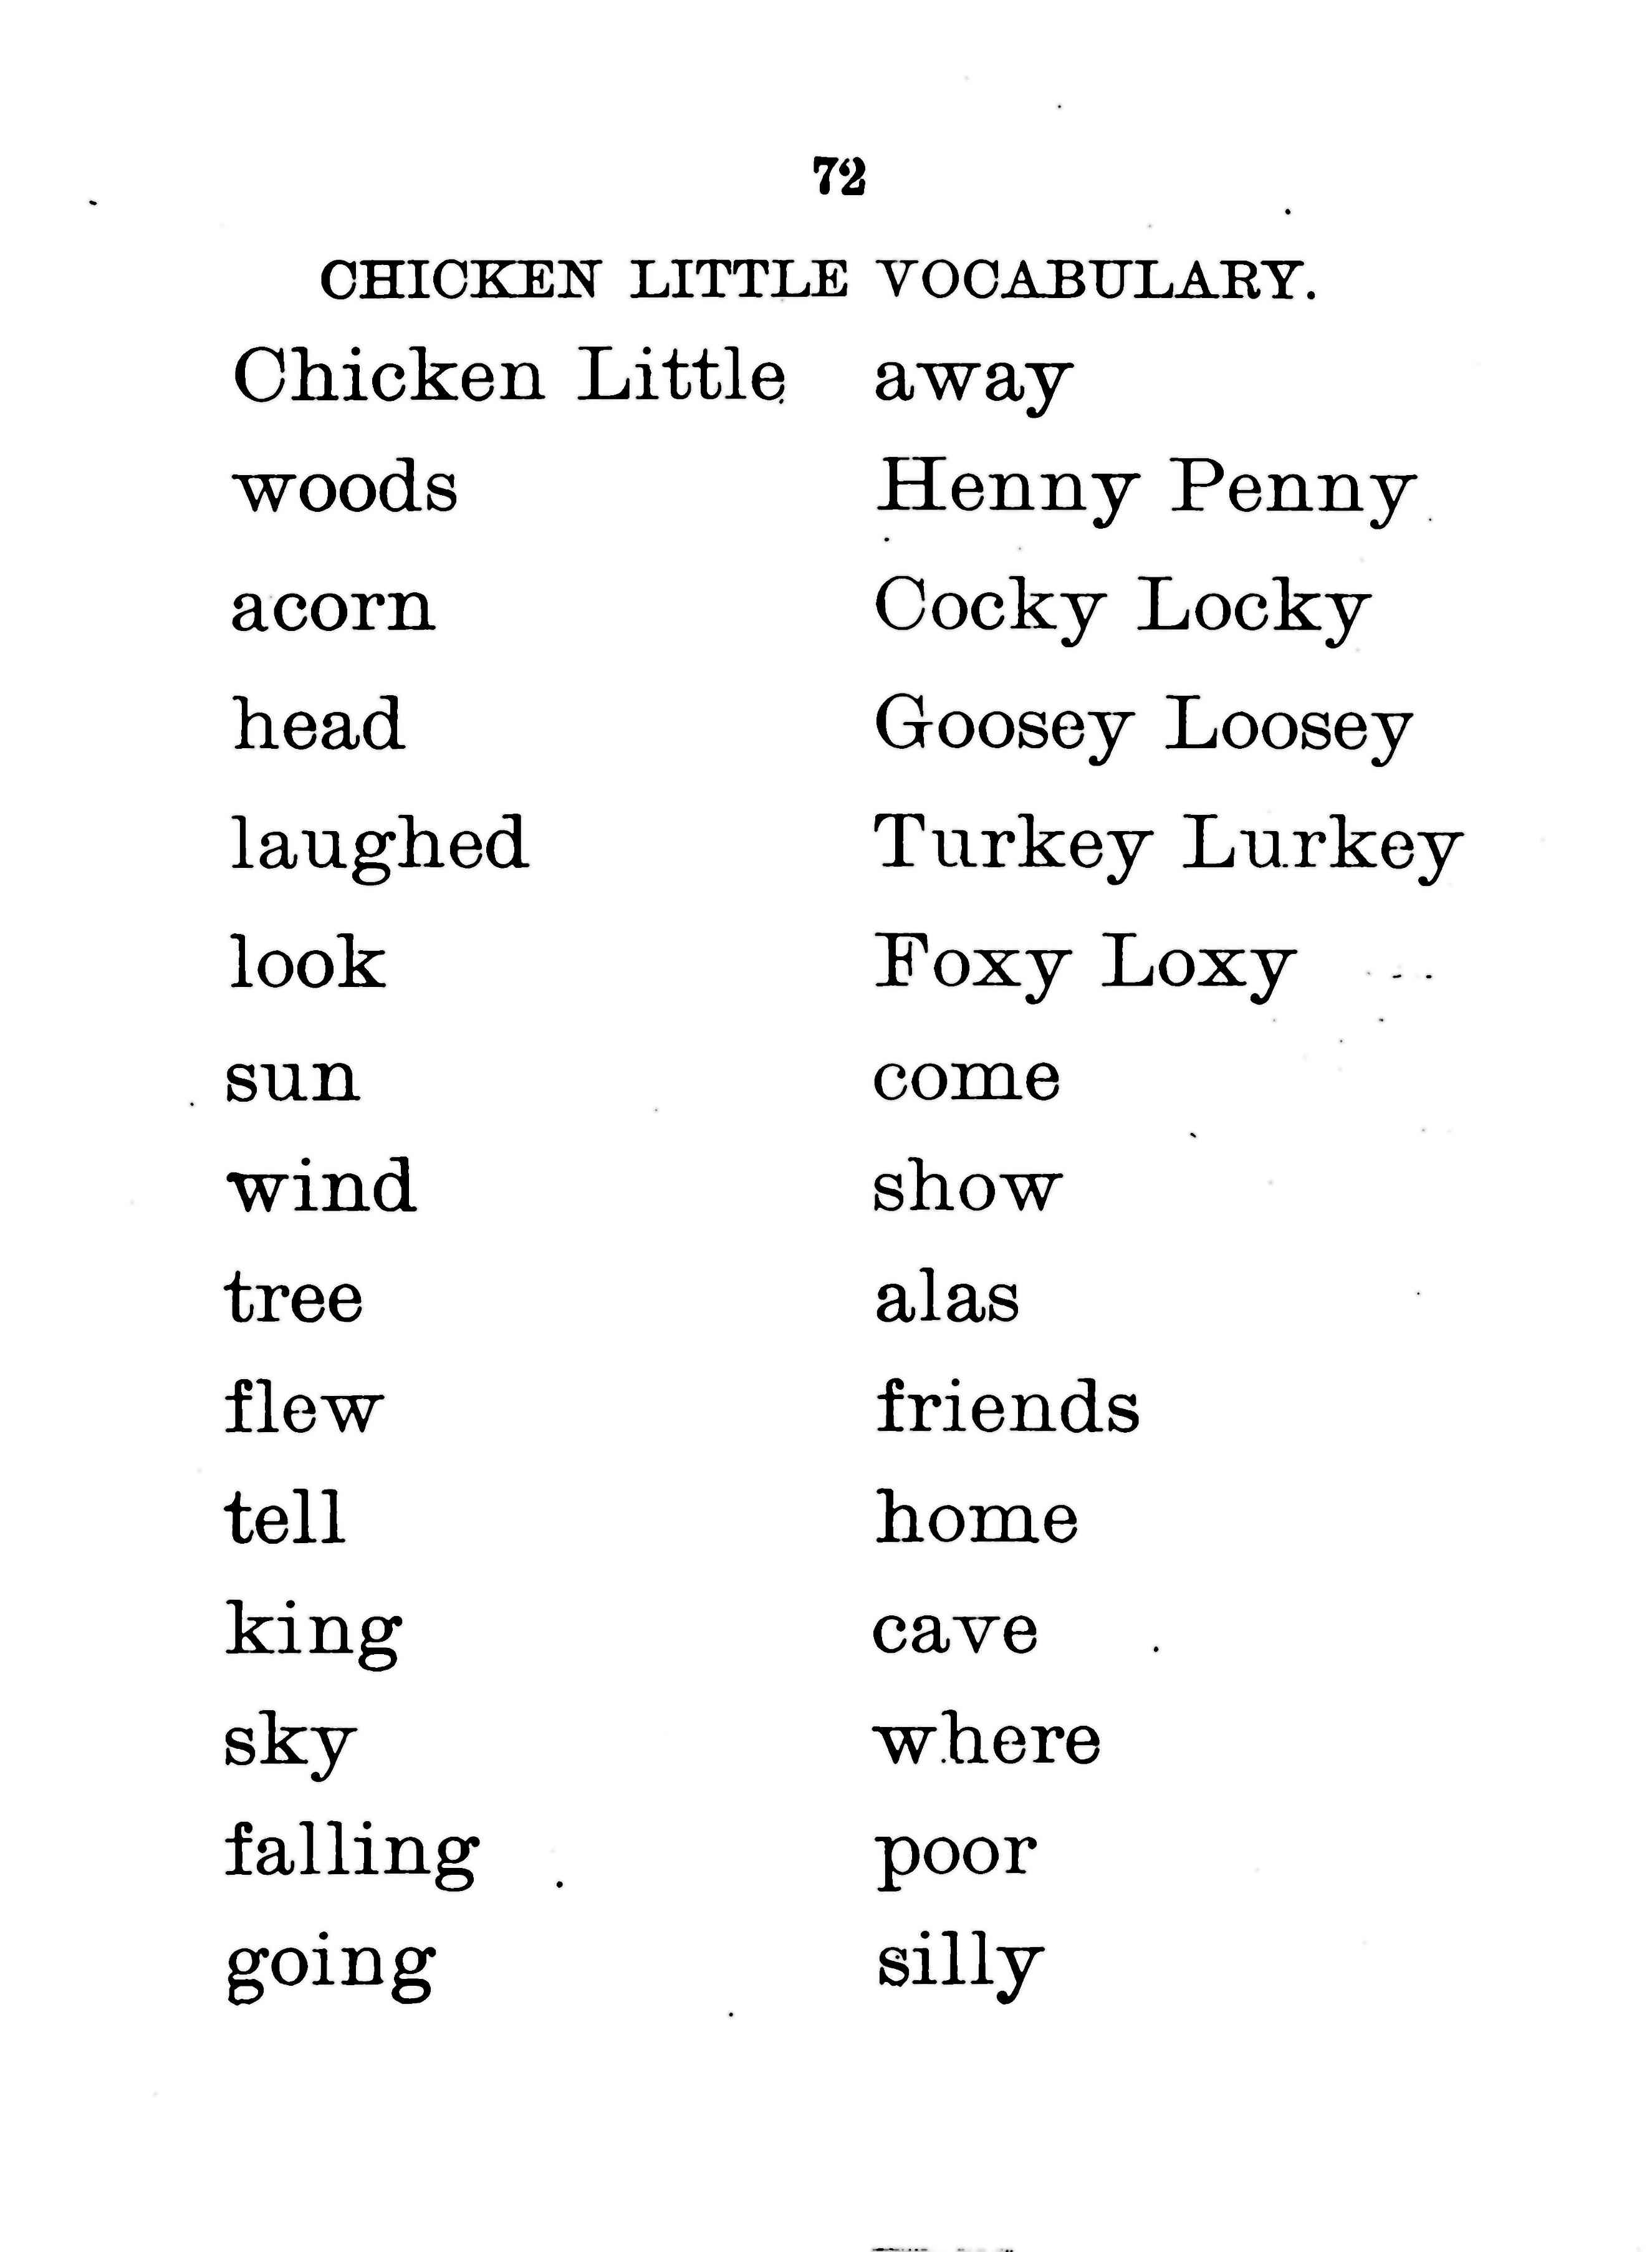 72
CHICKEN LITTLE VOCABULARY.
Chicken Little away
woods Henny Penny
acorn Cocky Locky
head Goosey Loosey
laughed Turkey Lurkey
look Foxy Loxy
sun come
wind show
tree alas
flew friends
tell home
king cave
sky where
falling poor
going silly